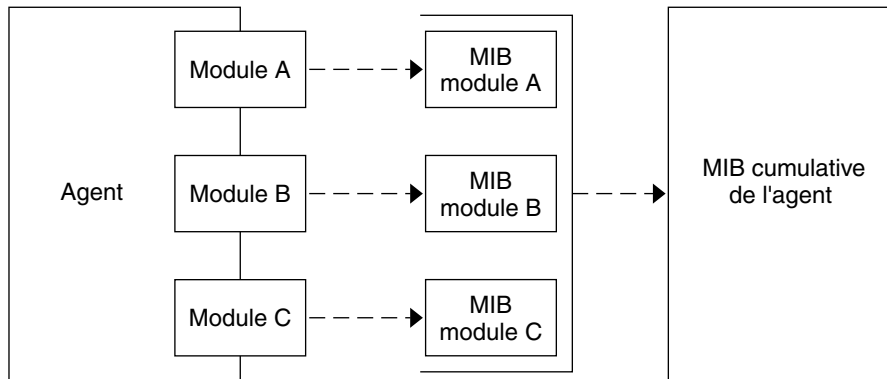 Agent
Module A
MIB
module A
Module B
MIB
module B
Module C
MIB
module C
MIB cumulative
de l'agent